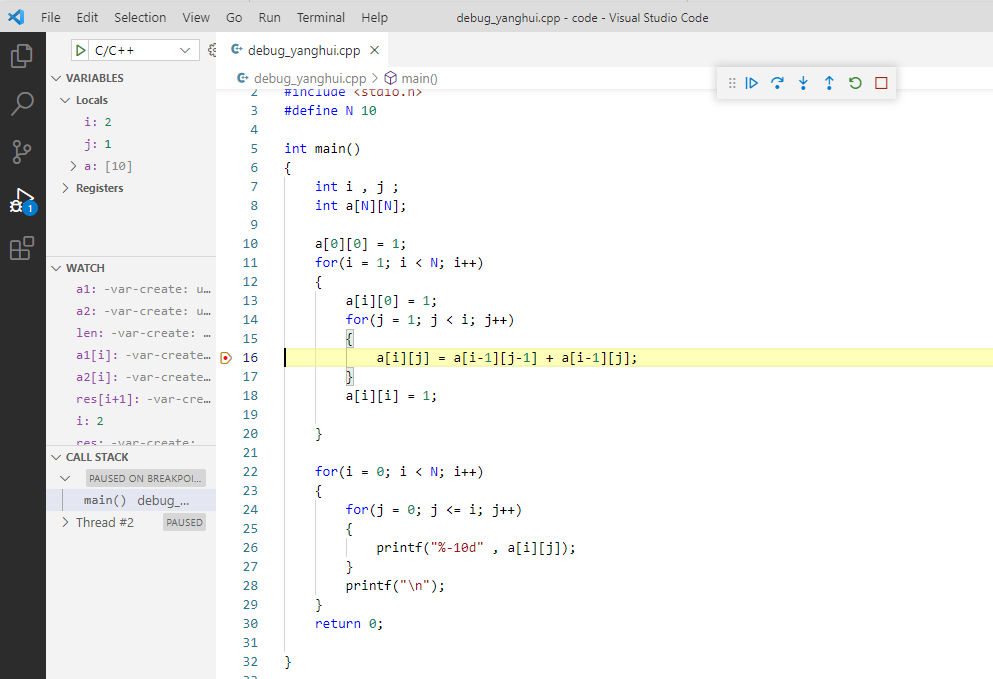 File Edit Selection View Go Run Terminal Help debug_yanghui.cpp - code - Visual Studio Code
C/C++
debug_yanghui.cpp
debug_yanghui.cpp > main()
VARIABLES
Locals
i: 2
j: 1
a: [10]
Registers
WATCH
a1: -var-create: u…
a2: -var-create: u…
len: -var-create: …
a1[i]: -var-create…
a2[i]: -var-create…
res[i+1]: -var-cre…
i: 2
res: -var-create:
CALL STACK
PAUSED ON BREAKPOI…
main() debug_…
Thread #2 PAUSED
1
2 #include <stdio.h>
3 #define N 10
4
5 int main()
6 {
7 int i , j ;
8 int a[N][N];
9
10 a[0][0] = 1;
11 for(i = 1; i < N; i++)
12 {
13 a[i][0] = 1;
14 for(j = 1; j < i; j++)
15 {
16 a[i][j] = a[i-1][j-1] + a[i-1][j];
17 }
18 a[i][i] = 1;
19
20 }
21
22 for(i = 0; i < N; i++)
23 {
24 for(j = 0; j <= i; j++)
25 {
26 printf("%-10d" , a[i][j]);
27 }
28 printf("\n");
29 }
30 return 0;
31
32 }